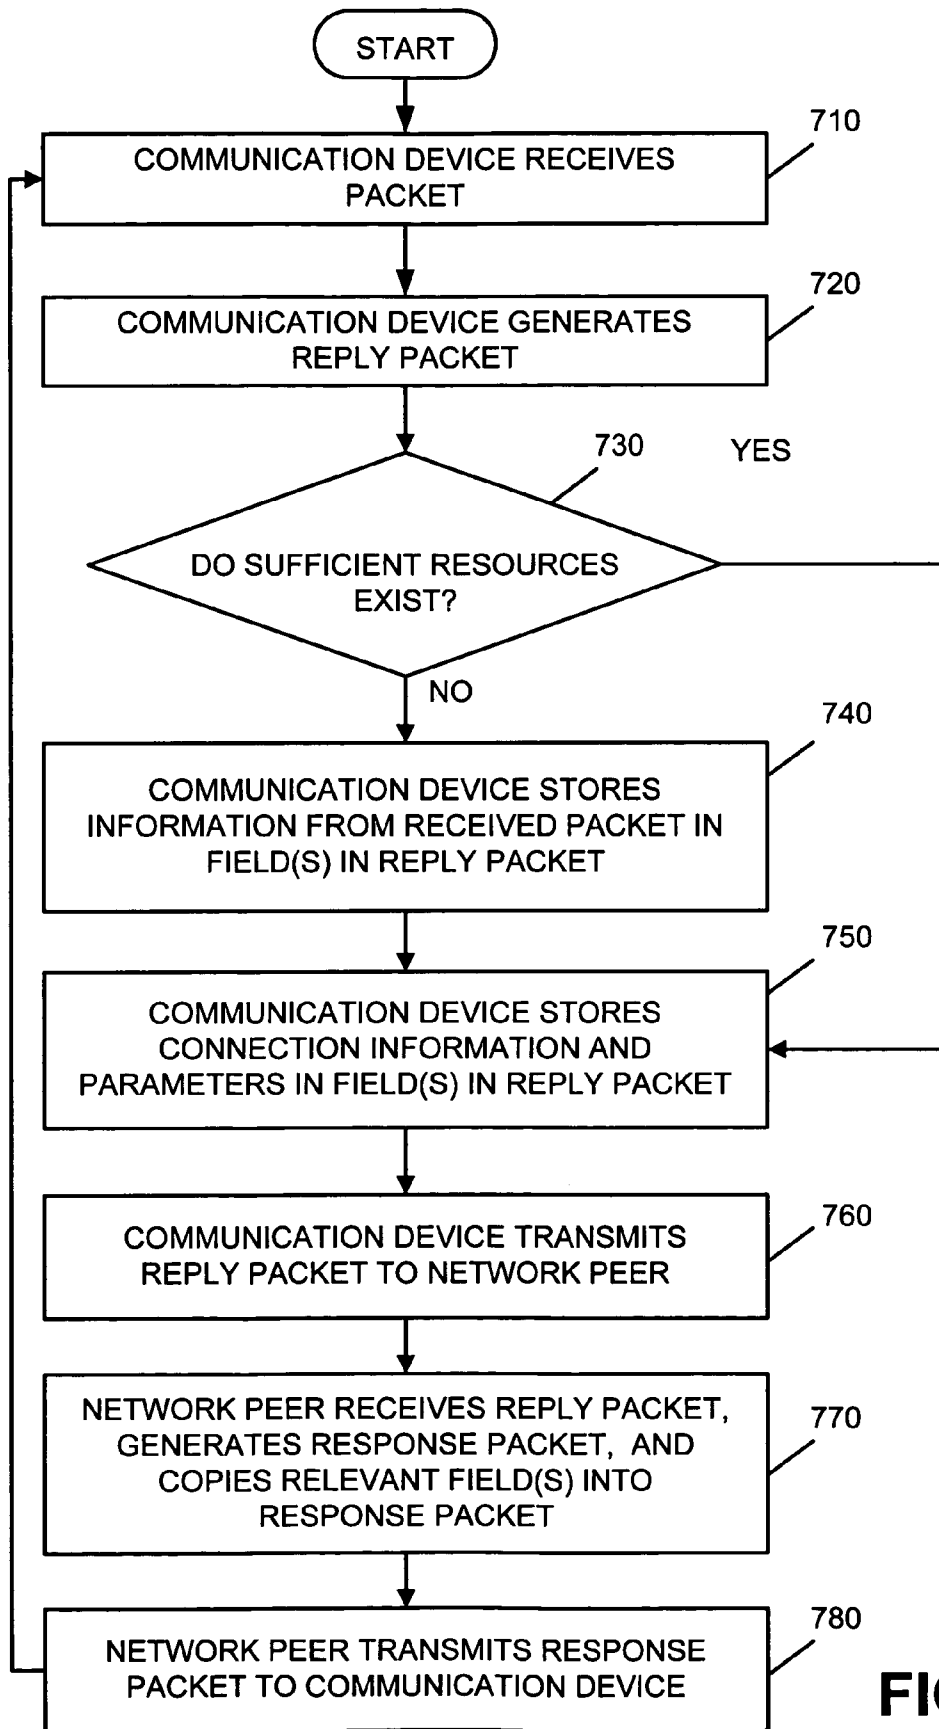 START
710
COMMUNICATION DEVICE RECEIVES
PACKET
720
COMMUNICATION DEVICE GENERATES
REPLY PACKET
730
YES
DO SUFFICIENT RESOURCES
EXIST?
NO
740
COMMUNICATION DEVICE STORES
INFORMATION FROM RECEIVED PACKET IN
FIELD(S) IN REPLY PACKET
750
COMMUNICATION DEVICE STORES
CONNECTION INFORMATION AND
PARAMETERS IN FIELD(S) IN REPLY PACKET
760
COMMUNICATION DEVICE TRANSMITS
REPLY PACKET TO NETWORK PEER
NETWORK PEER RECEIVES REPLY PACKET,
770
GENERATES RESPONSE PACKET, AND
COPIES RELEVANT FIELD(S) INTO
RESPONSE PACKET
780
NETWORK PEER TRANSMITS RESPONSE
PACKET TO COMMUNICATION DEVICE